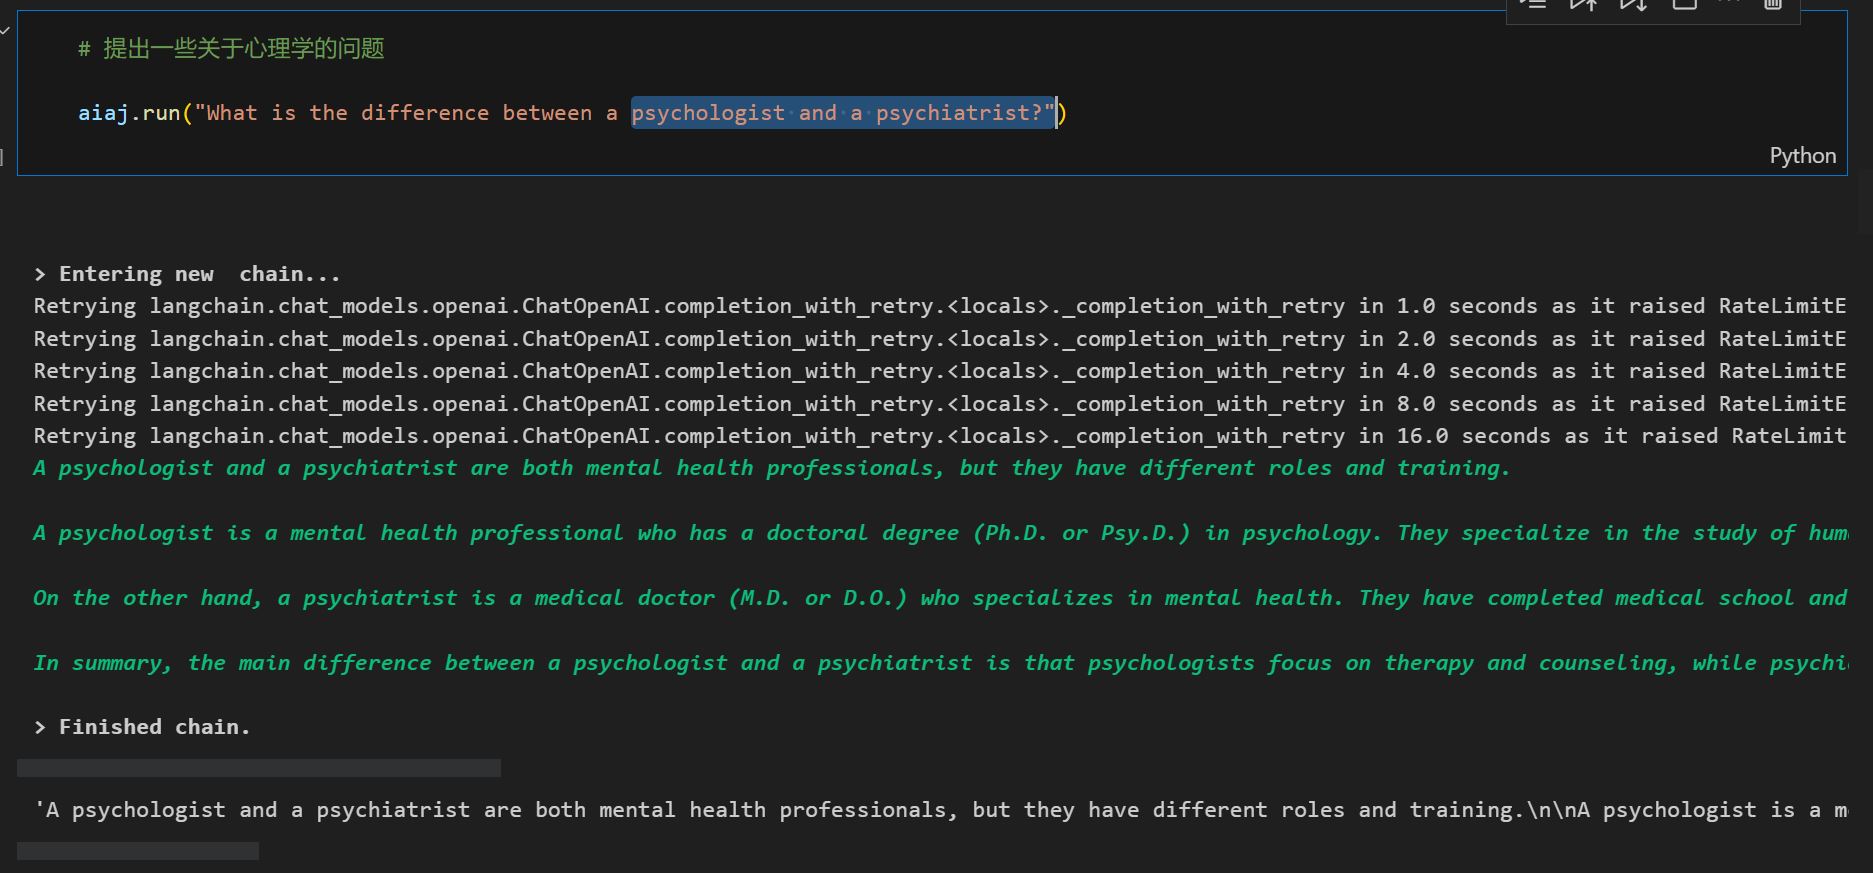 # 提出一些关于心理学的问题
aiaj.run("What is the difference between a psychologist and a psychiatrist?")
Python
> Entering new  chain...
Retrying langchain.chat_models.openai.ChatOpenAI.completion_with_retry.<locals>._completion_with_retry in 1.0 seconds as it raised RateLimitE
Retrying langchain.chat_models.openai.ChatOpenAI.completion_with_retry.<locals>._completion_with_retry in 2.0 seconds as it raised RateLimitE
Retrying langchain.chat_models.openai.ChatOpenAI.completion_with_retry.<locals>._completion_with_retry in 4.0 seconds as it raised RateLimitE
Retrying langchain.chat_models.openai.ChatOpenAI.completion_with_retry.<locals>._completion_with_retry in 8.0 seconds as it raised RateLimitE
Retrying langchain.chat_models.openai.ChatOpenAI.completion_with_retry.<locals>._completion_with_retry in 16.0 seconds as it raised RateLimit
A psychologist and a psychiatrist are both mental health professionals, but they have different roles and training.
A psychologist is a mental health professional who has a doctoral degree (Ph.D. or Psy.D.) in psychology. They specialize in the study of hum
On the other hand, a psychiatrist is a medical doctor (M.D. or D.O.) who specializes in mental health. They have completed medical school and
In summary, the main difference between a psychologist and a psychiatrist is that psychologists focus on therapy and counseling, while psychi
> Finished chain.
'A psychologist and a psychiatrist are both mental health professionals, but they have different roles and training.\n\nA psychologist is a m